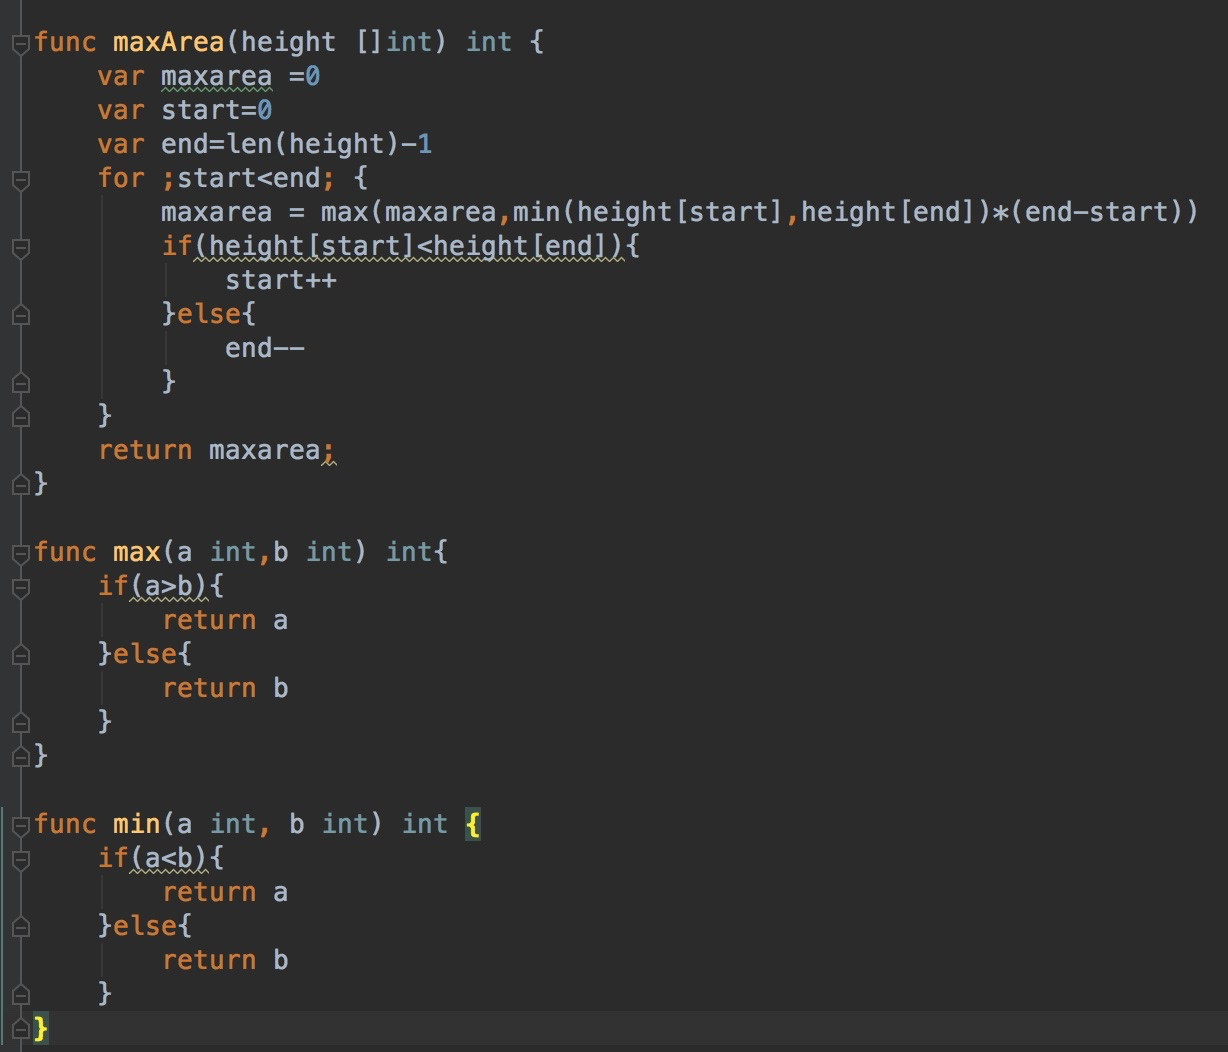 func maxArea(height []int) int {
    var maxarea =0
    var start=0
    var end=len(height)-1
    for ;start<end; {
        maxarea = max(maxarea,min(height[start],height[end])*(end-start))
        if(height[start]<height[end]){
            start++
        }else{
            end--
        }
    }
    return maxarea;
}

func max(a int,b int) int{
    if(a>b){
        return a
    }else{
        return b
    }
}

func min(a int, b int) int {
    if(a<b){
        return a
    }else{
        return b
    }
}